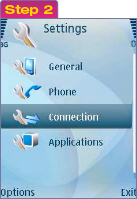 Step 2
Settings
General
Phone
Connection
Applications
Options
Exit